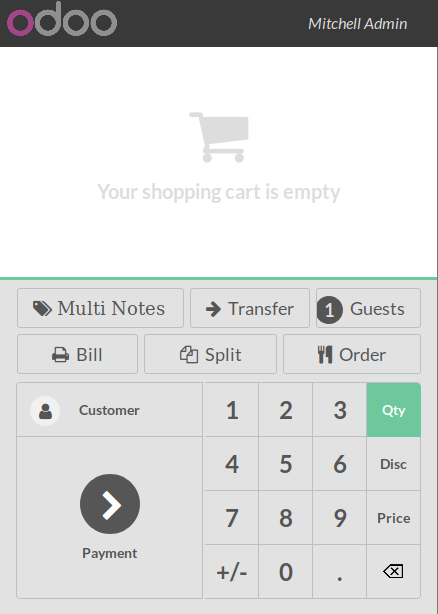 odoo
Mitchell Admin
Your shopping cart is empty
Multi Notes
Transfer
1 Guests
Bill
Split
Order
Customer
1 2 3 Qty
4 5 6 Disc
7 8 9 Price
Payment
+/- 0 .